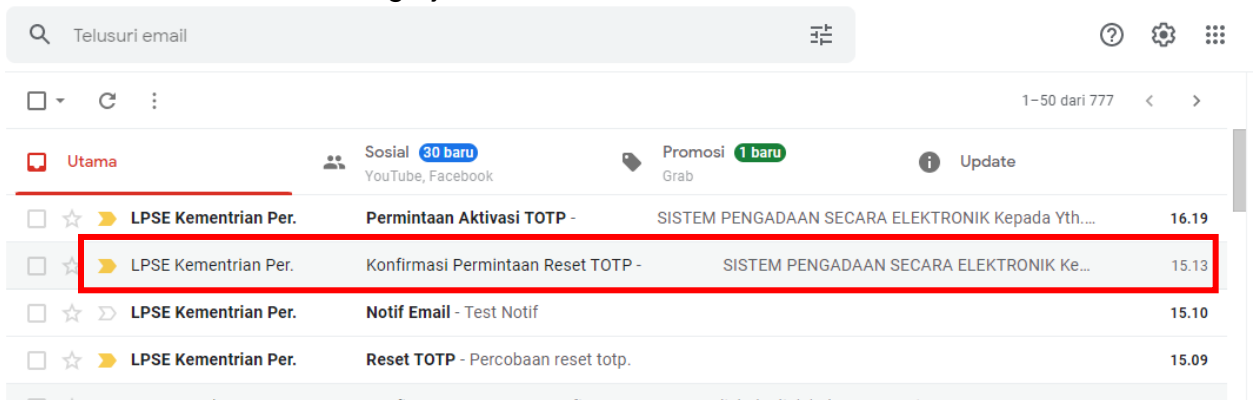 Telusuri email
1–50 dari 777
Utama
Sosial 30 baru
YouTube, Facebook
Promosi 1 baru
Grab
Update
LPSE Kementrian Per. Permintaan Aktivasi TOTP - SISTEM PENGADAAN SECARA ELEKTRONIK Kepada Yth.... 16.19
LPSE Kementrian Per. Konfirmasi Permintaan Reset TOTP - SISTEM PENGADAAN SECARA ELEKTRONIK Ke... 15.13
LPSE Kementrian Per. Notif Email - Test Notif 15.10
LPSE Kementrian Per. Reset TOTP - Percobaan reset totp. 15.09